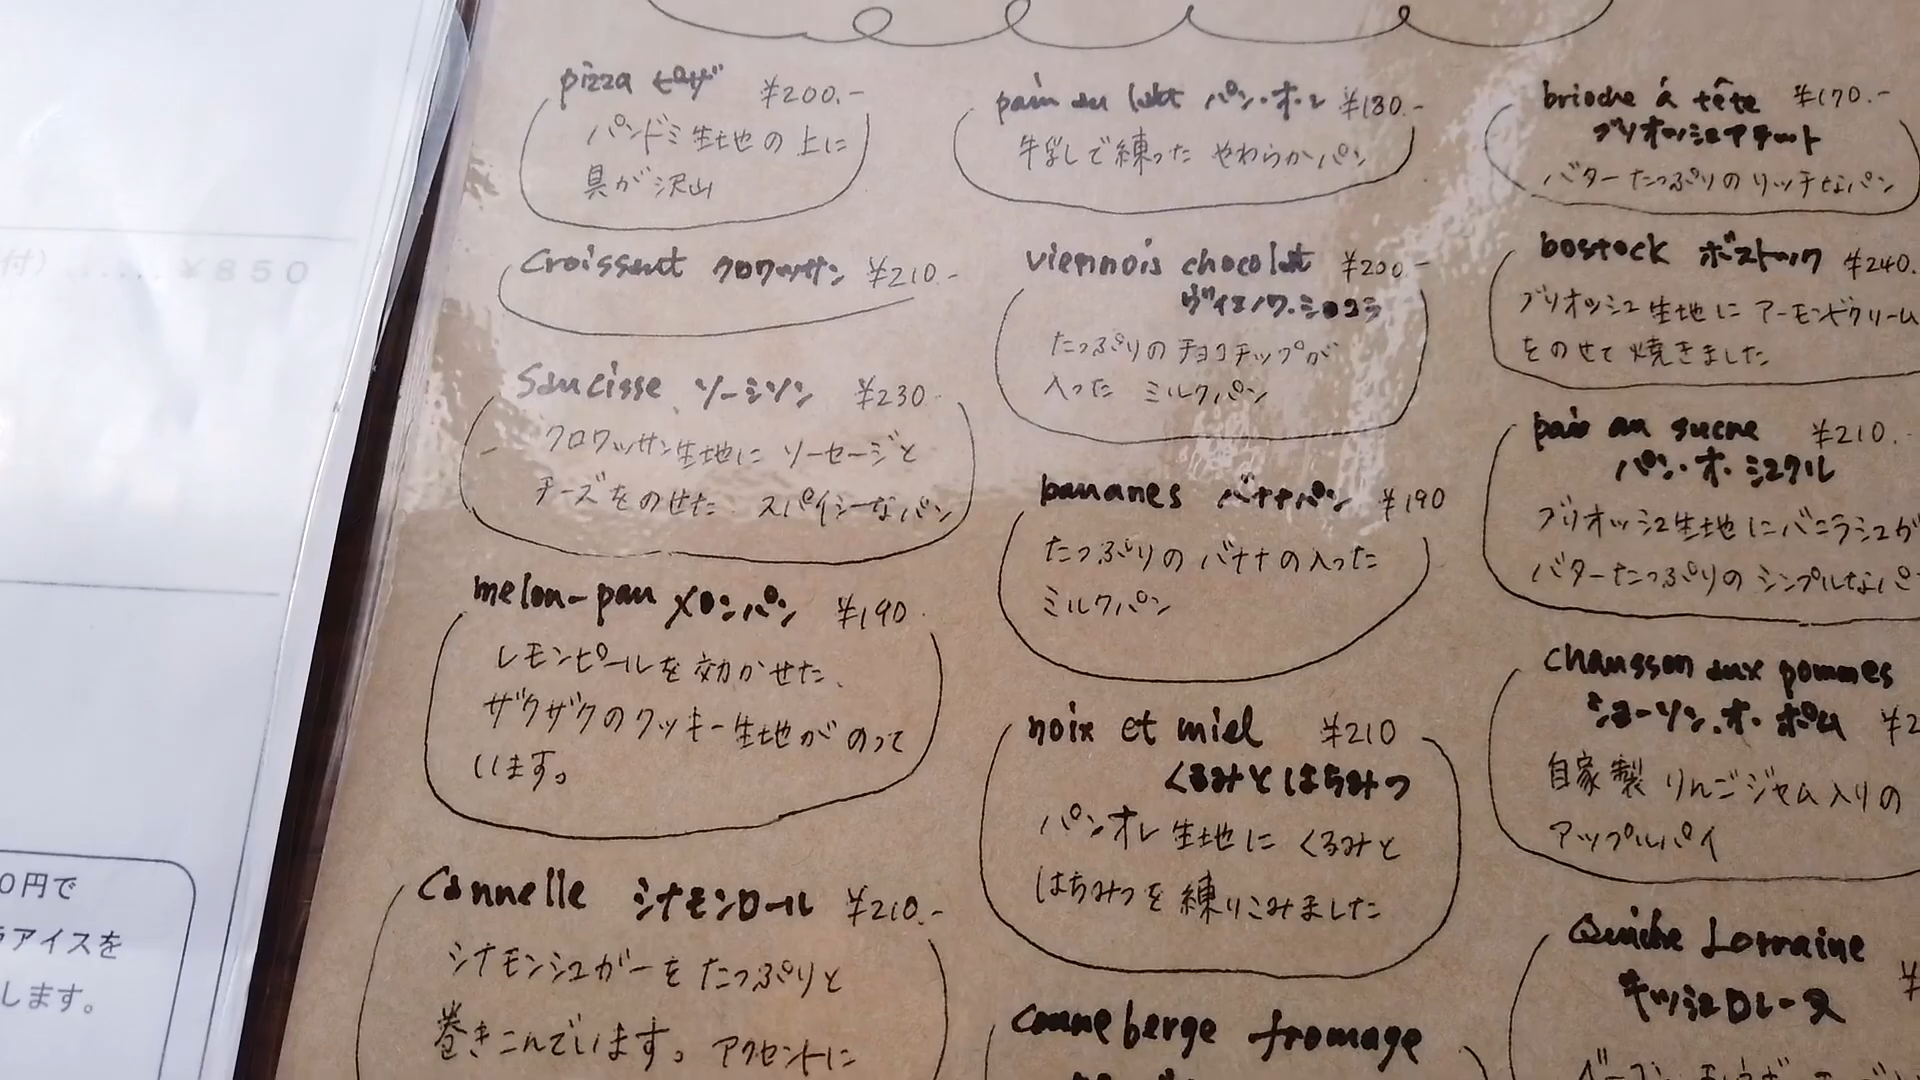 付)......¥850
0円で
アイスを
します。
pizza ピザ ¥200.-
パンドミ生地の上に
具が沢山
croissant クロワッサン ¥210.-
saucisse ソーシソン ¥230.
クロワッサン生地に ソーセージと
チーズをのせた スパイシーなパン
melon-pan メロンパン ¥190.
レモンピールを効かせた、
ザクザクのクッキー生地がのって
います。
Cannelle シナモンロール ¥210.-
シナモンシュガーを たっぷりと
巻きこんでいます。アクセントに
pain au lait パン・オ・レ ¥180.-
牛乳で練った やわらかパン
viennois chocolat ¥200.-
ヴィエノワ・ショコラ
たっぷりのチョコチップが
入った ミルクパン
bananes バナナパン ¥190
たっぷりの バナナの入った
ミルクパン
noix et miel ¥210
くるみとはちみつ
パンオレ生地に くるみと
はちみつを練りこみました
canneberge fromage
brioche á tête ¥170.-
ブリオッシュアテート
バターたっぷりの リッチなパン
bostock ボストック ¥240.
ブリオッシュ生地に アーモンドクリーム
をのせて焼きました
pain au sucre ¥210.-
パン・オ・シュクル
ブリオッシュ生地にバニラシュガ
バターたっぷりの シンプルなパ
chausson aux pommes
ショーソン・オ・ポム ¥2
自家製 りんごジャム入りの
アップルパイ
Quiche Lorraine
キッシュロレーヌ ¥